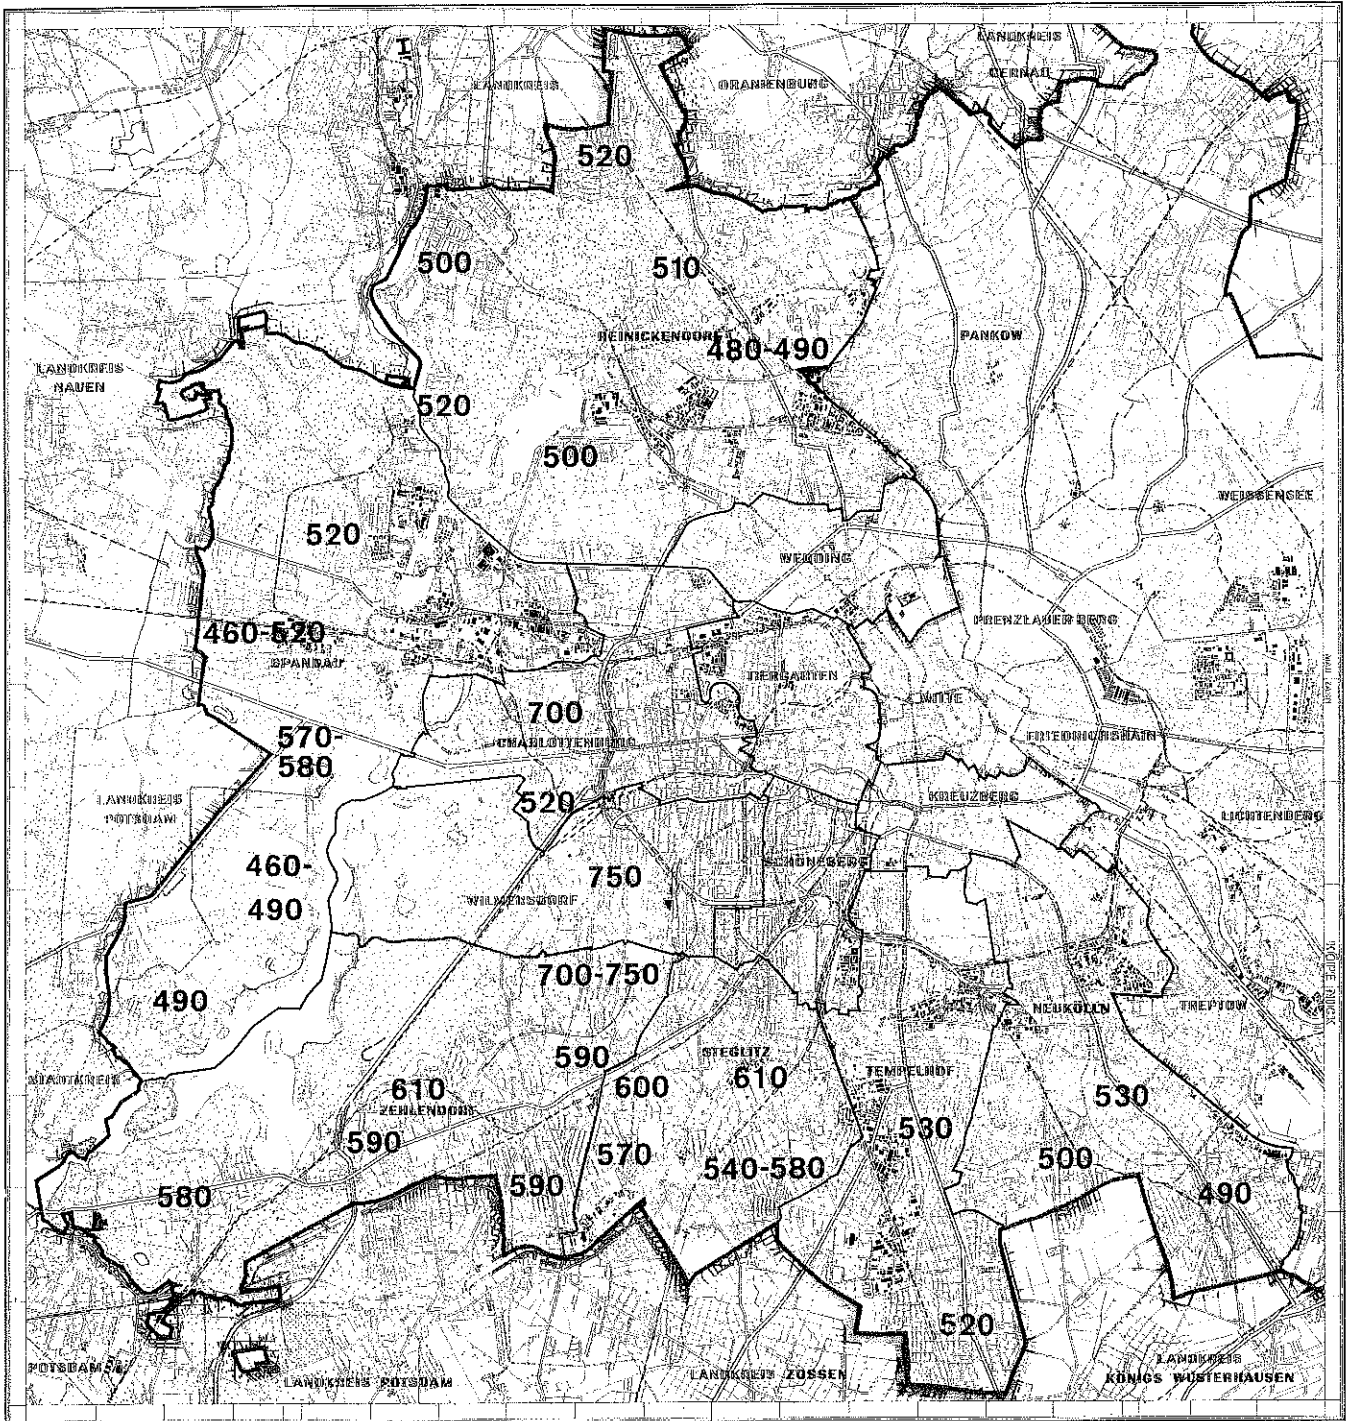 LANDKREIS
BERNAU
LANDKREIS
ORANIENBURG
520
500
510
REINICKENDORF
480-490
PANKOW
LANDKREIS
NAUEN
520
500
WEISSENSEE
520
WEDDING
PRENZLAUER BERG
SPANDAU
TIERGARTEN
MITTE
700
570-
580
CHARLOTTENBURG
FRIEDRICHSHAIN
LANDKREIS
POTSDAM
520
KREUZBERG
LICHTENBERG
460-
490
750
SCHÖNEBERG
WILMERSDORF
700-750
490
NEUKÖLLN
TREPTOW
KÖPENICK
590
STEGLITZ
610
TEMPELHOF
STADTKREIS
610
ZEHLENDORF
600
530
590
530
570
540-580
500
580
590
490
520
POTSDAM
LANDKREIS POTSDAM
LANDKREIS ZOSSEN
LANDKREIS
KÖNIGS WUSTERHAUSEN